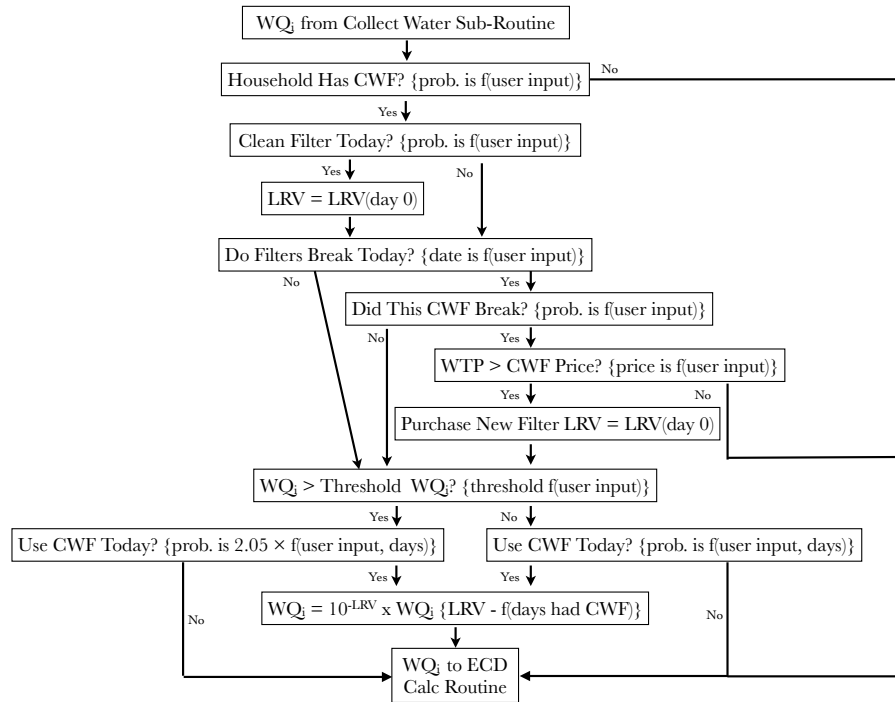 WQi from Collect Water Sub-Routine
Household Has CWF? {prob. is f(user input)}
No
Yes
Clean Filter Today? {prob. is f(user input)}
Yes
No
LRV = LRV(day 0)
Do Filters Break Today? {date is f(user input)}
No
Yes
Did This CWF Break? {prob. is f(user input)}
No
Yes
WTP > CWF Price? {price is f(user input)}
Yes
No
Purchase New Filter LRV = LRV(day 0)
WQi > Threshold WQi? {threshold f(user input)}
Yes
No
Use CWF Today? {prob. is 2.05 × f(user input, days)}
Use CWF Today? {prob. is f(user input, days)}
Yes
Yes
WQi = 10-LRV x WQi {LRV - f(days had CWF)}
No
No
WQi to ECD
Calc Routine